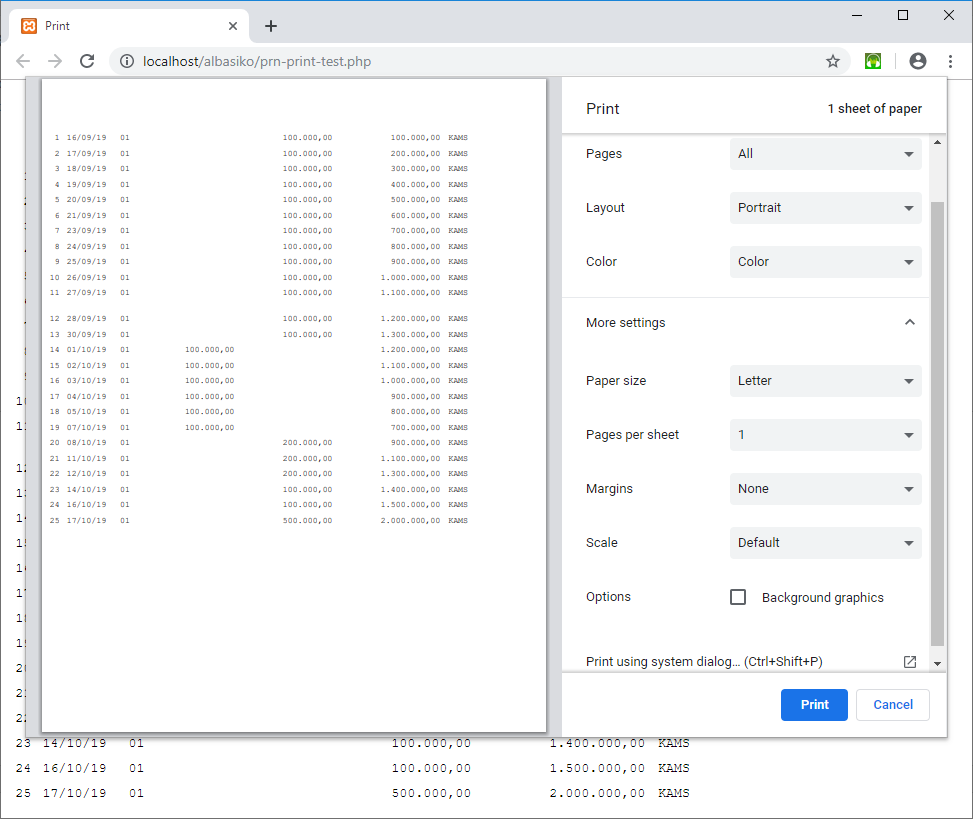 Print
localhost/albasiko/prn-print-test.php
1 16/09/19 01 100.000,00 100.000,00 KAMS
2 17/09/19 01 100.000,00 200.000,00 KAMS
3 18/09/19 01 100.000,00 300.000,00 KAMS
4 19/09/19 01 100.000,00 400.000,00 KAMS
5 20/09/19 01 100.000,00 500.000,00 KAMS
6 21/09/19 01 100.000,00 600.000,00 KAMS
7 23/09/19 01 100.000,00 700.000,00 KAMS
8 24/09/19 01 100.000,00 800.000,00 KAMS
9 25/09/19 01 100.000,00 900.000,00 KAMS
10 26/09/19 01 100.000,00 1.000.000,00 KAMS
11 27/09/19 01 100.000,00 1.100.000,00 KAMS
12 28/09/19 01 100.000,00 1.200.000,00 KAMS
13 30/09/19 01 100.000,00 1.300.000,00 KAMS
14 01/10/19 01 100.000,00 1.200.000,00 KAMS
15 02/10/19 01 100.000,00 1.100.000,00 KAMS
16 03/10/19 01 100.000,00 1.000.000,00 KAMS
17 04/10/19 01 100.000,00 900.000,00 KAMS
18 05/10/19 01 100.000,00 800.000,00 KAMS
19 07/10/19 01 100.000,00 700.000,00 KAMS
20 08/10/19 01 200.000,00 900.000,00 KAMS
21 11/10/19 01 200.000,00 1.100.000,00 KAMS
22 12/10/19 01 200.000,00 1.300.000,00 KAMS
23 14/10/19 01 100.000,00 1.400.000,00 KAMS
24 16/10/19 01 100.000,00 1.500.000,00 KAMS
25 17/10/19 01 500.000,00 2.000.000,00 KAMS
Print 1 sheet of paper
Pages All
Layout Portrait
Color Color
More settings
Paper size Letter
Pages per sheet 1
Margins None
Scale Default
Options Background graphics
Print using system dialog... (Ctrl+Shift+P)
Print Cancel
23 14/10/19 01 100.000,00 1.400.000,00 KAMS
24 16/10/19 01 100.000,00 1.500.000,00 KAMS
25 17/10/19 01 500.000,00 2.000.000,00 KAMS